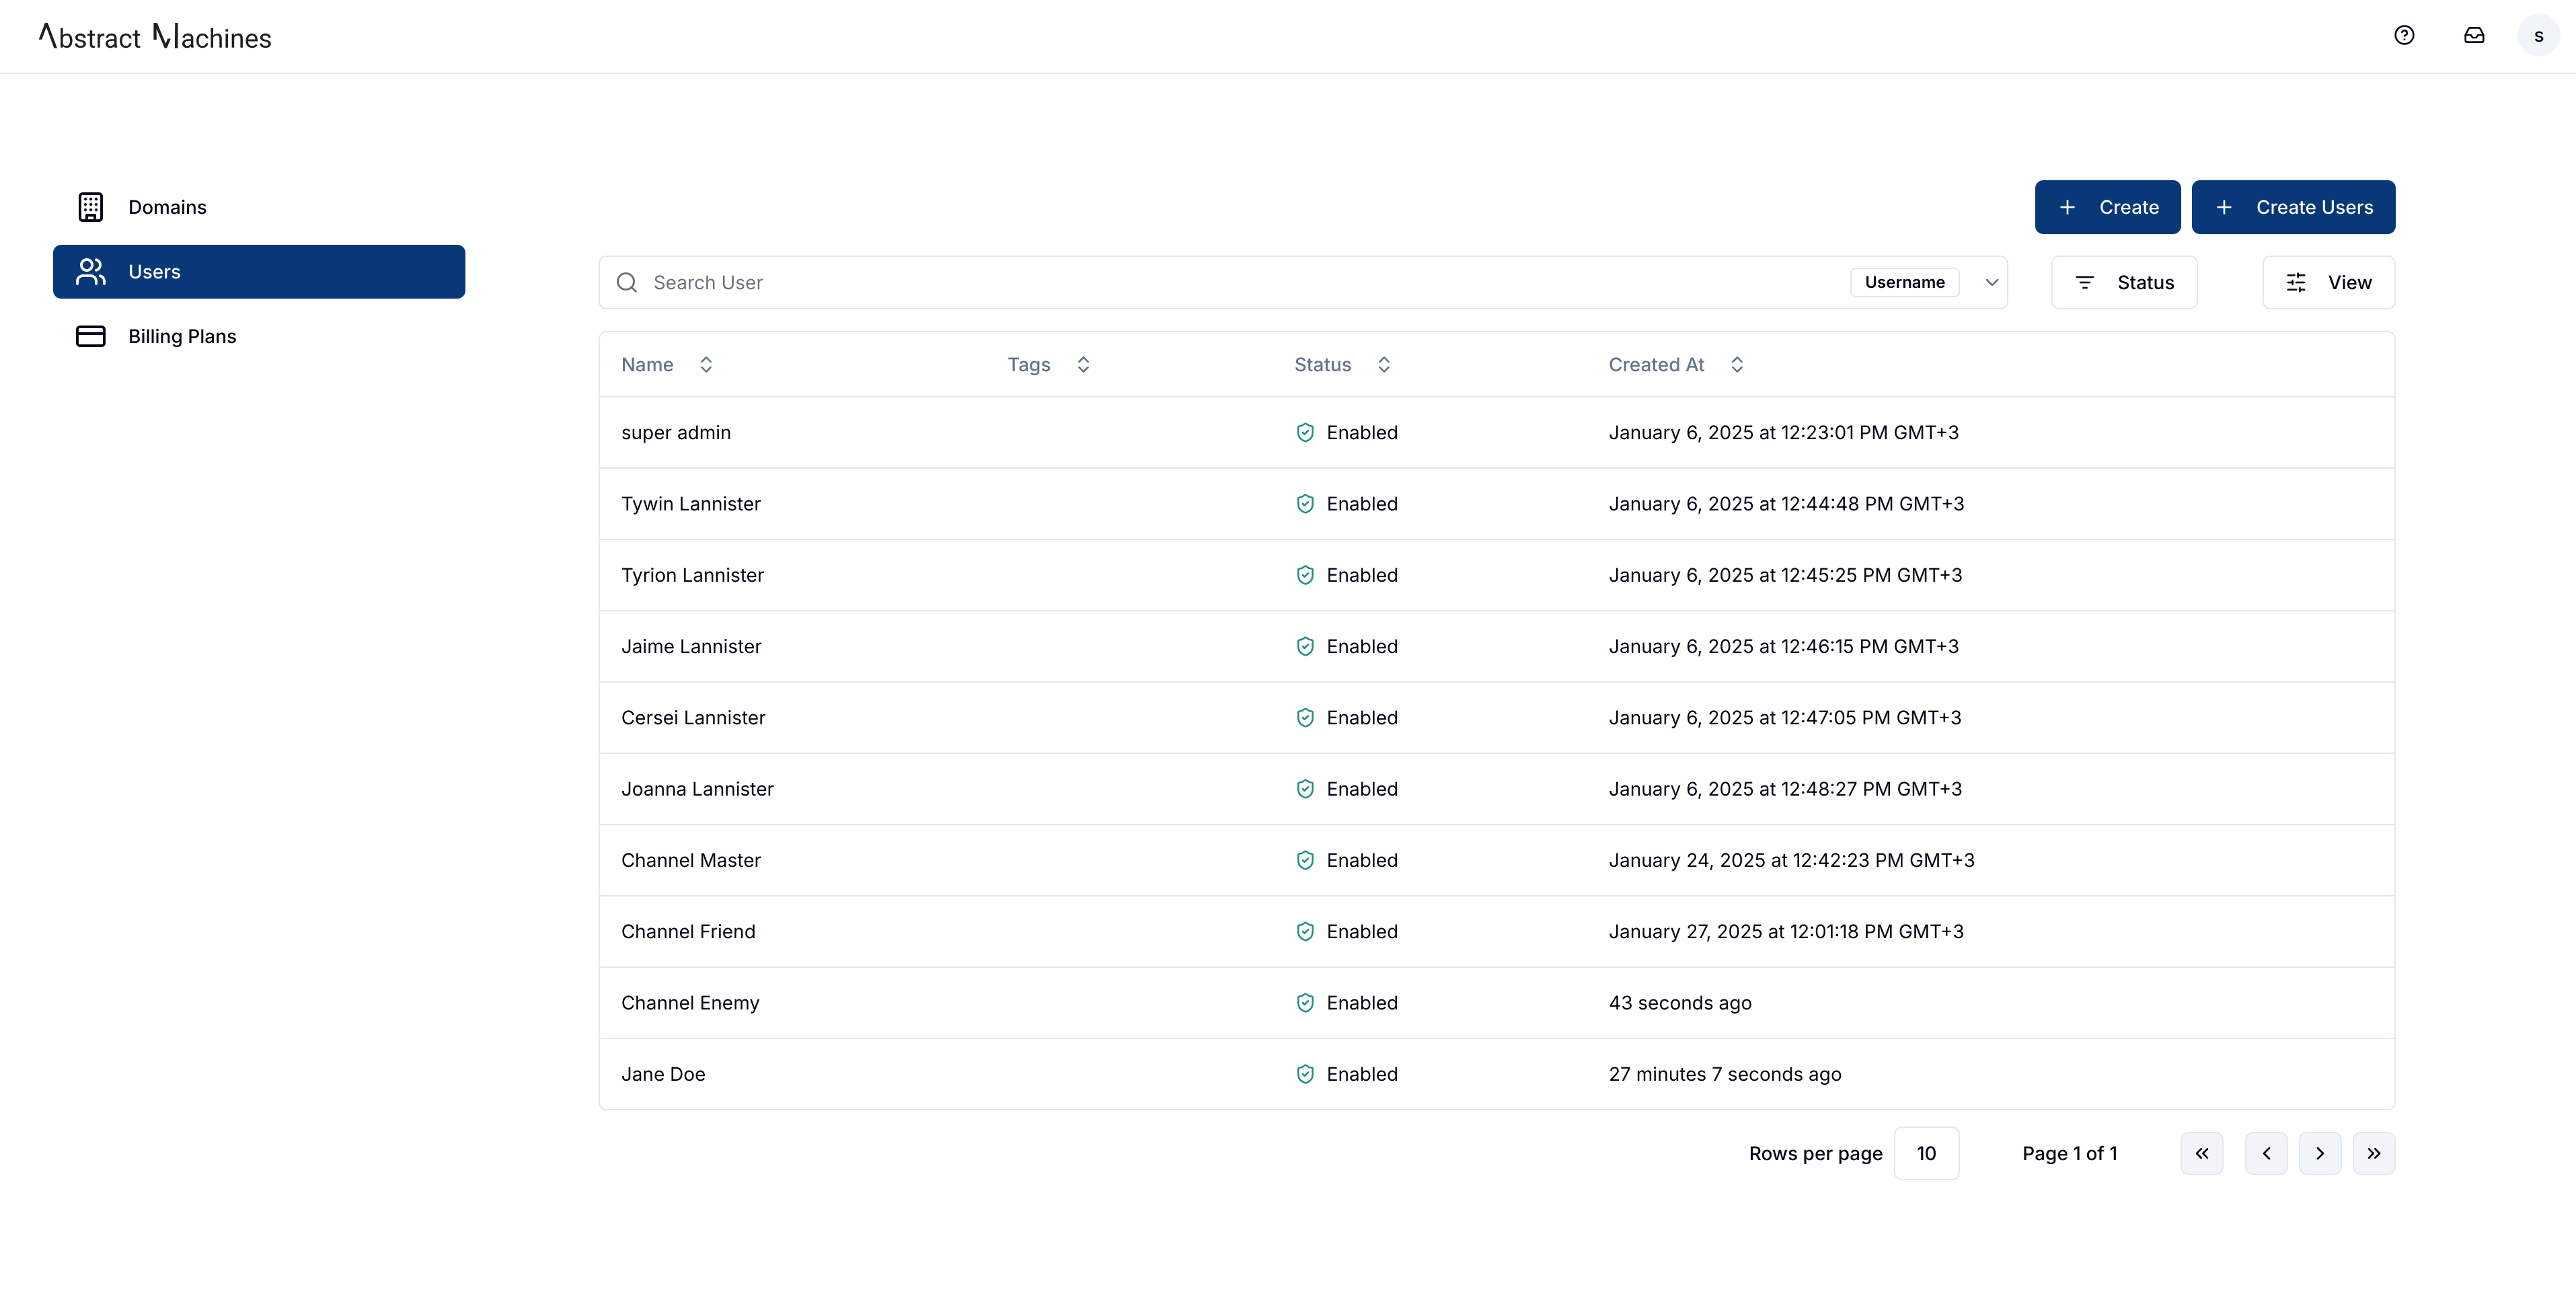 Abstract Machines
s
Domains
Users
Billing Plans
Create
Create Users
Search User
Username
Status
View
Name Tags Status Created At
super admin Enabled January 6, 2025 at 12:23:01 PM GMT+3
Tywin Lannister Enabled January 6, 2025 at 12:44:48 PM GMT+3
Tyrion Lannister Enabled January 6, 2025 at 12:45:25 PM GMT+3
Jaime Lannister Enabled January 6, 2025 at 12:46:15 PM GMT+3
Cersei Lannister Enabled January 6, 2025 at 12:47:05 PM GMT+3
Joanna Lannister Enabled January 6, 2025 at 12:48:27 PM GMT+3
Channel Master Enabled January 24, 2025 at 12:42:23 PM GMT+3
Channel Friend Enabled January 27, 2025 at 12:01:18 PM GMT+3
Channel Enemy Enabled 43 seconds ago
Jane Doe Enabled 27 minutes 7 seconds ago
Rows per page 10 Page 1 of 1